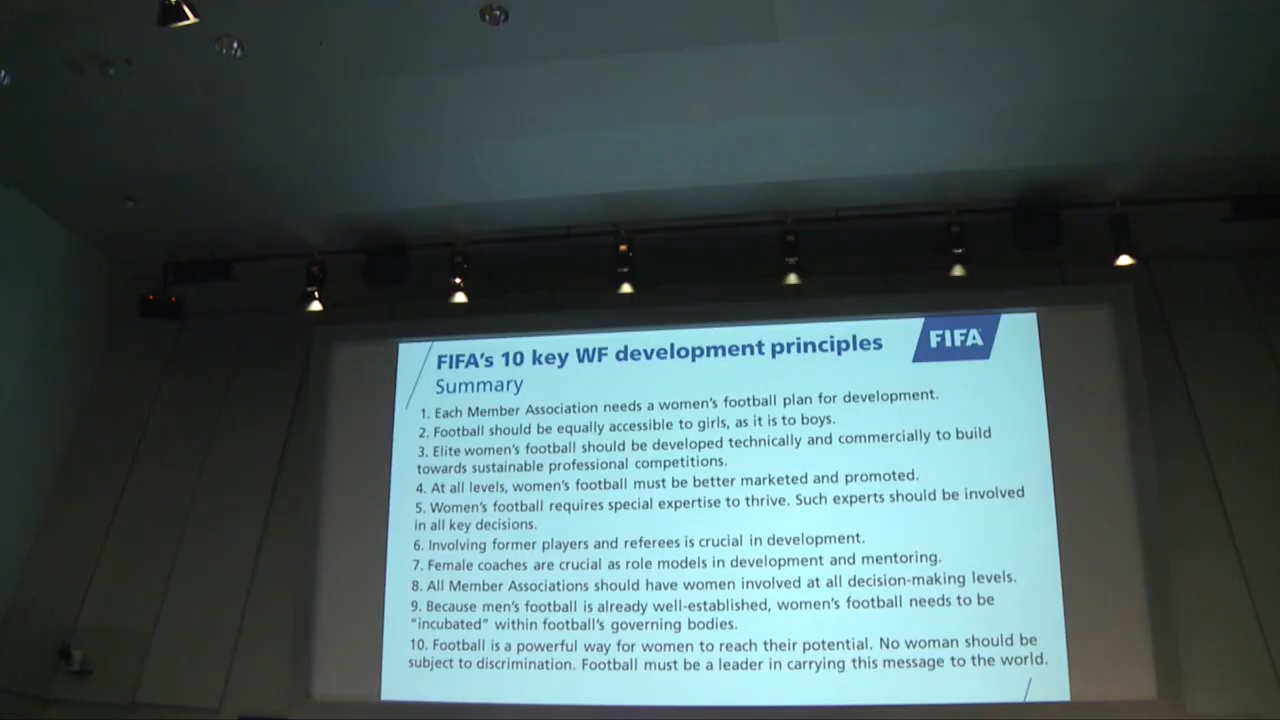 FIFA's 10 key WF development principles
FIFA
Summary
1. Each Member Association needs a women's football plan for development.
2. Football should be equally accessible to girls, as it is to boys.
3. Elite women's football should be developed technically and commercially to build
towards sustainable professional competitions.
4. At all levels, women's football must be better marketed and promoted.
5. Women's football requires special expertise to thrive. Such experts should be involved
in all key decisions.
6. Involving former players and referees is crucial in development.
7. Female coaches are crucial as role models in development and mentoring.
8. All Member Associations should have women involved at all decision-making levels.
9. Because men's football is already well-established, women's football needs to be
"incubated" within football's governing bodies.
10. Football is a powerful way for women to reach their potential. No woman should be
subject to discrimination. Football must be a leader in carrying this message to the world.